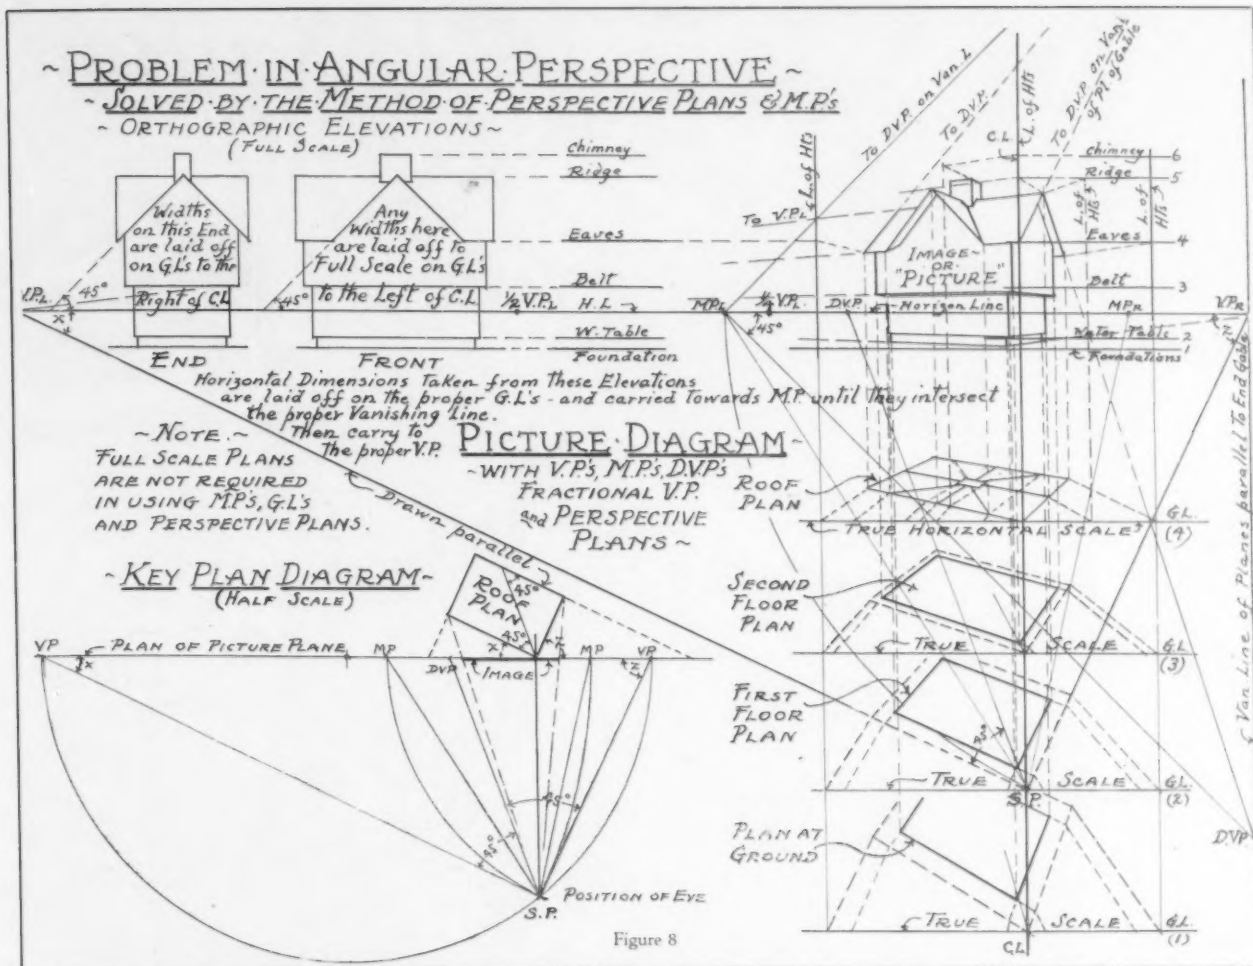 ~ PROBLEM · IN · ANGULAR · PERSPECTIVE ~
~ SOLVED · BY · THE · METHOD · OF · PERSPECTIVE PLANS & M.P's
~ ORTHOGRAPHIC ELEVATIONS ~
(FULL SCALE)
Chimney
Ridge
Eaves
Belt
H.L
W. Table
Foundation
Widths
on this End
are laid off
on G.L's to the
Right of C.L
Any
Widths here
are laid off to
Full Scale on G.L's
to the Left of C.L
V.P.L
45°
X
45°
1/2 V.P.L
END
FRONT
Horizontal Dimensions Taken from These Elevations
are laid off on the proper G.L's - and carried towards M.P. until they intersect
the proper Vanishing Line.
Then carry to
the proper V.P.
~ NOTE. ~
FULL SCALE PLANS
ARE NOT REQUIRED
IN USING M.P's, G.L's
AND PERSPECTIVE PLANS.
PICTURE · DIAGRAM ~
~ WITH V.P's, M.P's, D.V.P's
FRACTIONAL V.P.
and PERSPECTIVE
PLANS ~
Drawn parallel
~ KEY PLAN DIAGRAM ~
(HALF SCALE)
ROOF
PLAN
45°
45°
X
Z
VP
X
PLAN OF PICTURE PLANE
MP
DVP
IMAGE
MP
Z
VP
45°
45°
POSITION OF EYE
S.P.
Figure 8
L. of Hts
To D.V.P. on Van. L
To D.V.P.
C.L.
L. of Hts
To D.V.P. on Van. L
of Pl. of Gable
Chimney 6
Ridge 5
L. of
Hts
L. of
Hts
To V.P.L
Eaves 4
IMAGE
- OR -
"PICTURE"
Belt 3
M.P.L
1/4 V.P.L
45°
D.V.P.
Horizon Line
M.P.R
V.P.R
Z
Water Table 2
Foundations 1
ROOF
PLAN
TRUE HORIZONTAL SCALE
G.L.
(4)
SECOND
FLOOR
PLAN
TRUE
SCALE
G.L
(3)
FIRST
FLOOR
PLAN
45°
TRUE
S.P.
SCALE
G.L.
(2)
D.V.P.
PLAN AT
GROUND
TRUE
SCALE
G.L.
(1)
C.L
Van Line of Planes parallel To End Gable